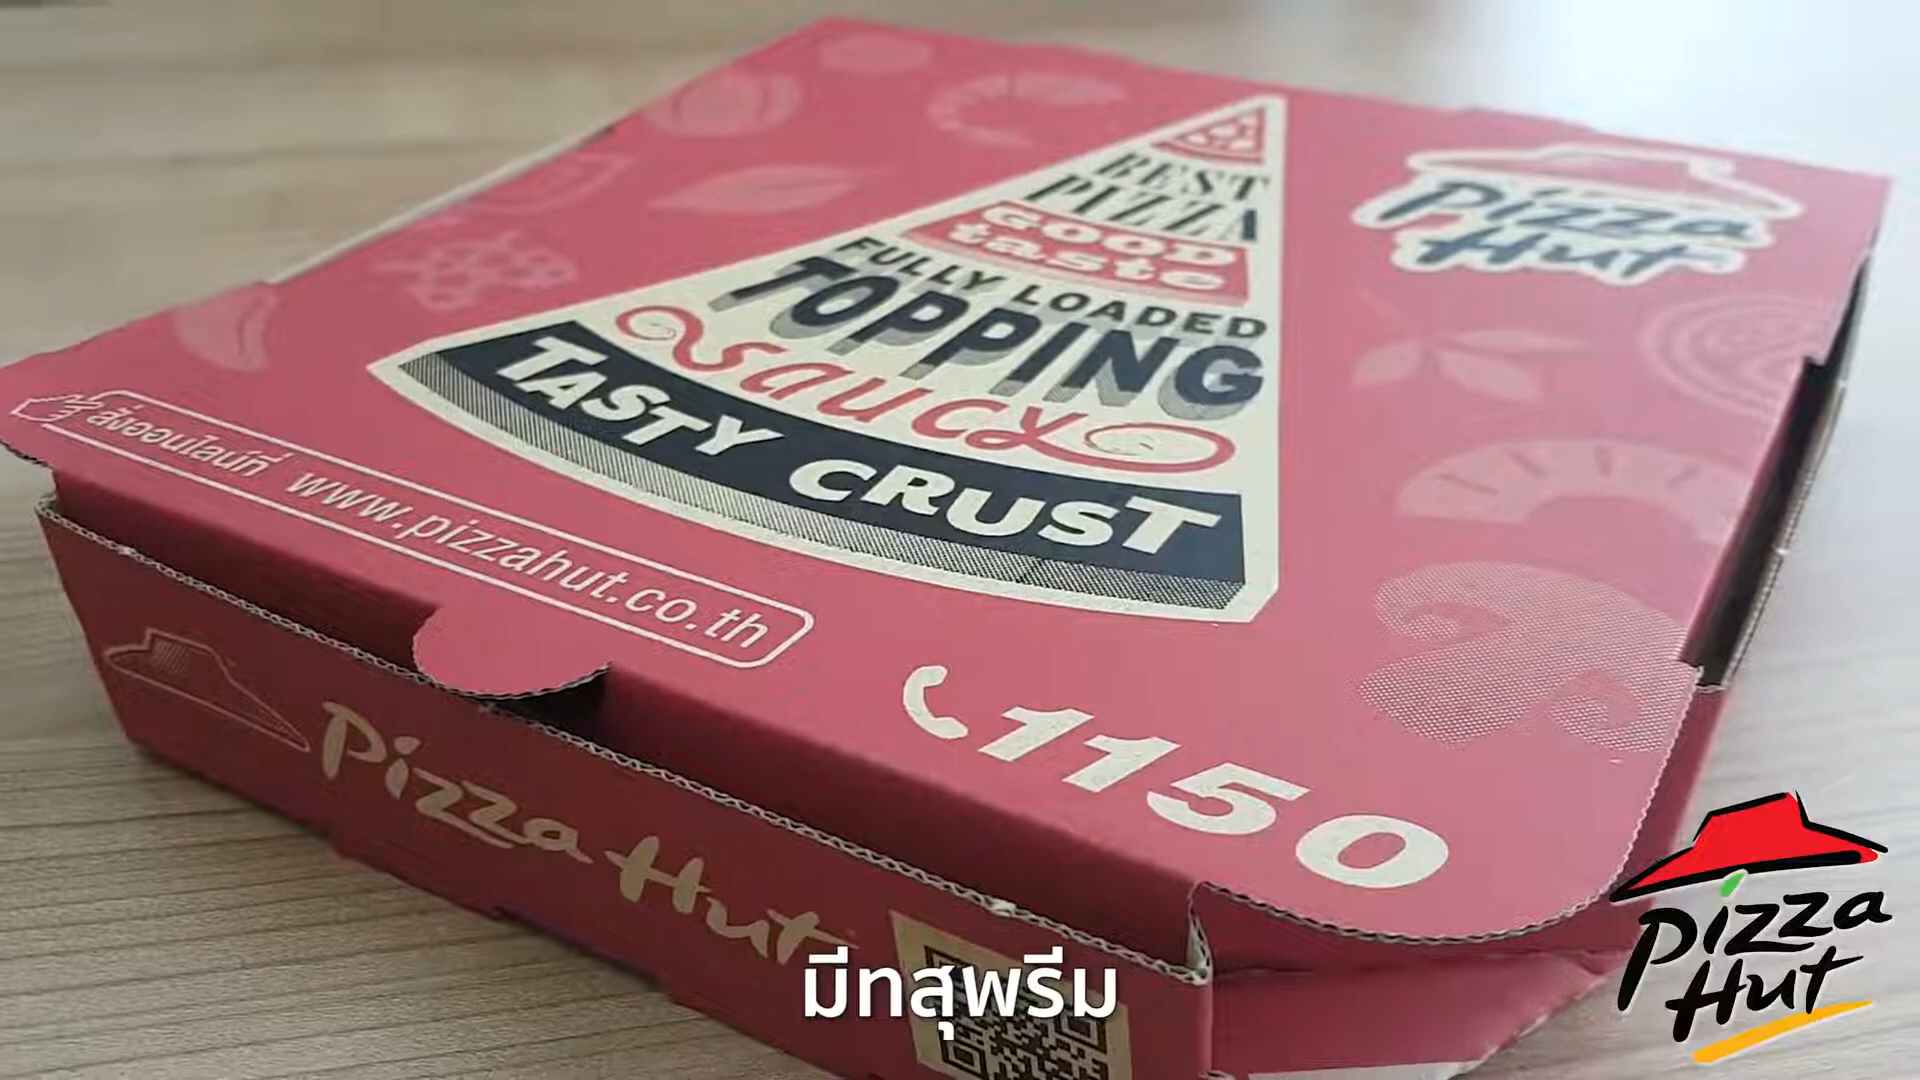 BEST
PIZZA
GOOD
taste
FULLY LOADED
TOPPING
saucy
TASTY CRUST
Pizza
Hut
สั่งออนไลน์ที่ www.pizzahut.co.th
1150
Pizza Hut
มีทสุพรีม
Pizza
Hut